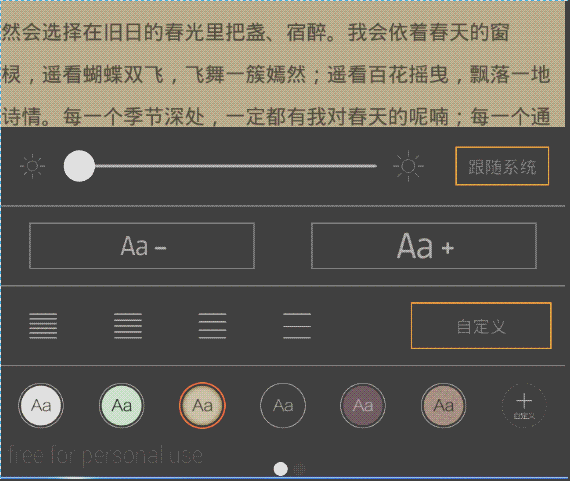 然会选择在旧日的春光里把盏、宿醉。我会依着春天的窗
棂，遥看蝴蝶双飞，飞舞一簇嫣然；遥看百花摇曳，飘落一地
诗情。每一个季节深处，一定都有我对春天的呢喃；每一个通
跟随系统
Aa − Aa +
自定义
Aa Aa Aa Aa Aa Aa 自定义
free for personal use